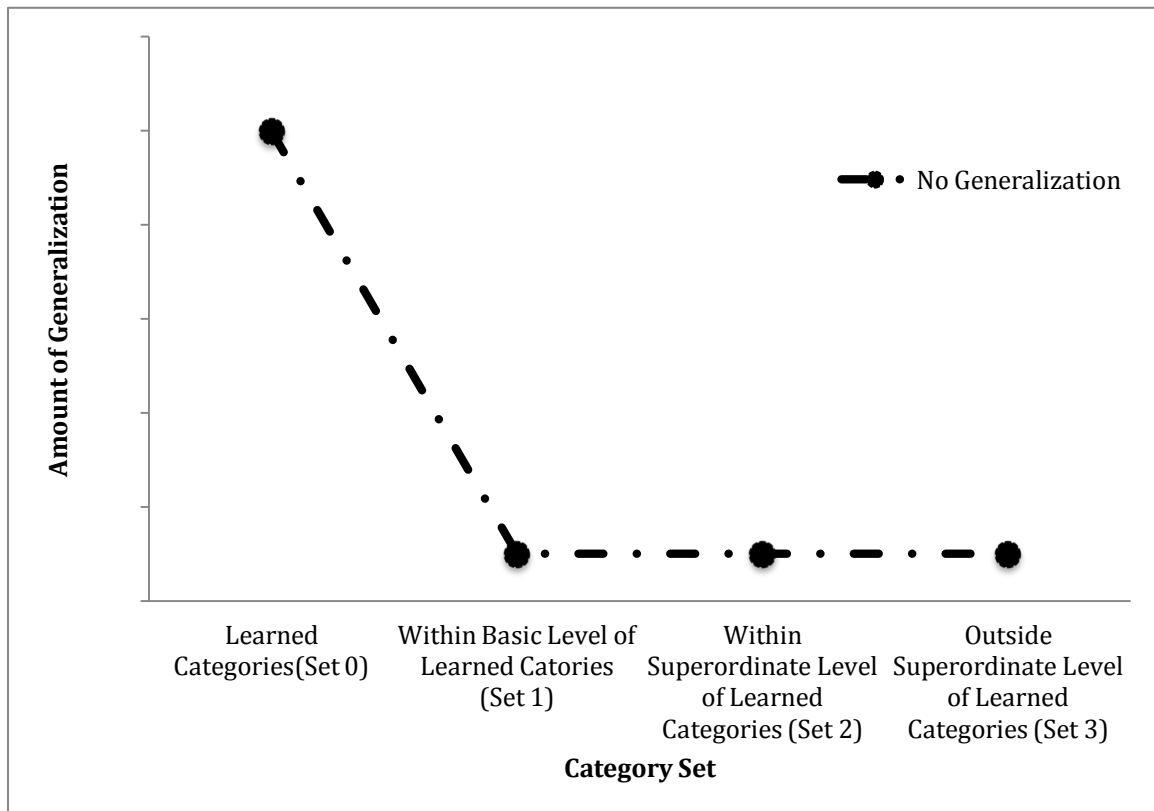 Amount of Generalization
No Generalization
Learned
Categories(Set 0)
Within Basic Level of
Learned Catories
(Set 1)
Within
Superordinate Level
of Learned
Categories (Set 2)
Outside
Superordinate Level
of Learned
Categories (Set 3)
Category Set